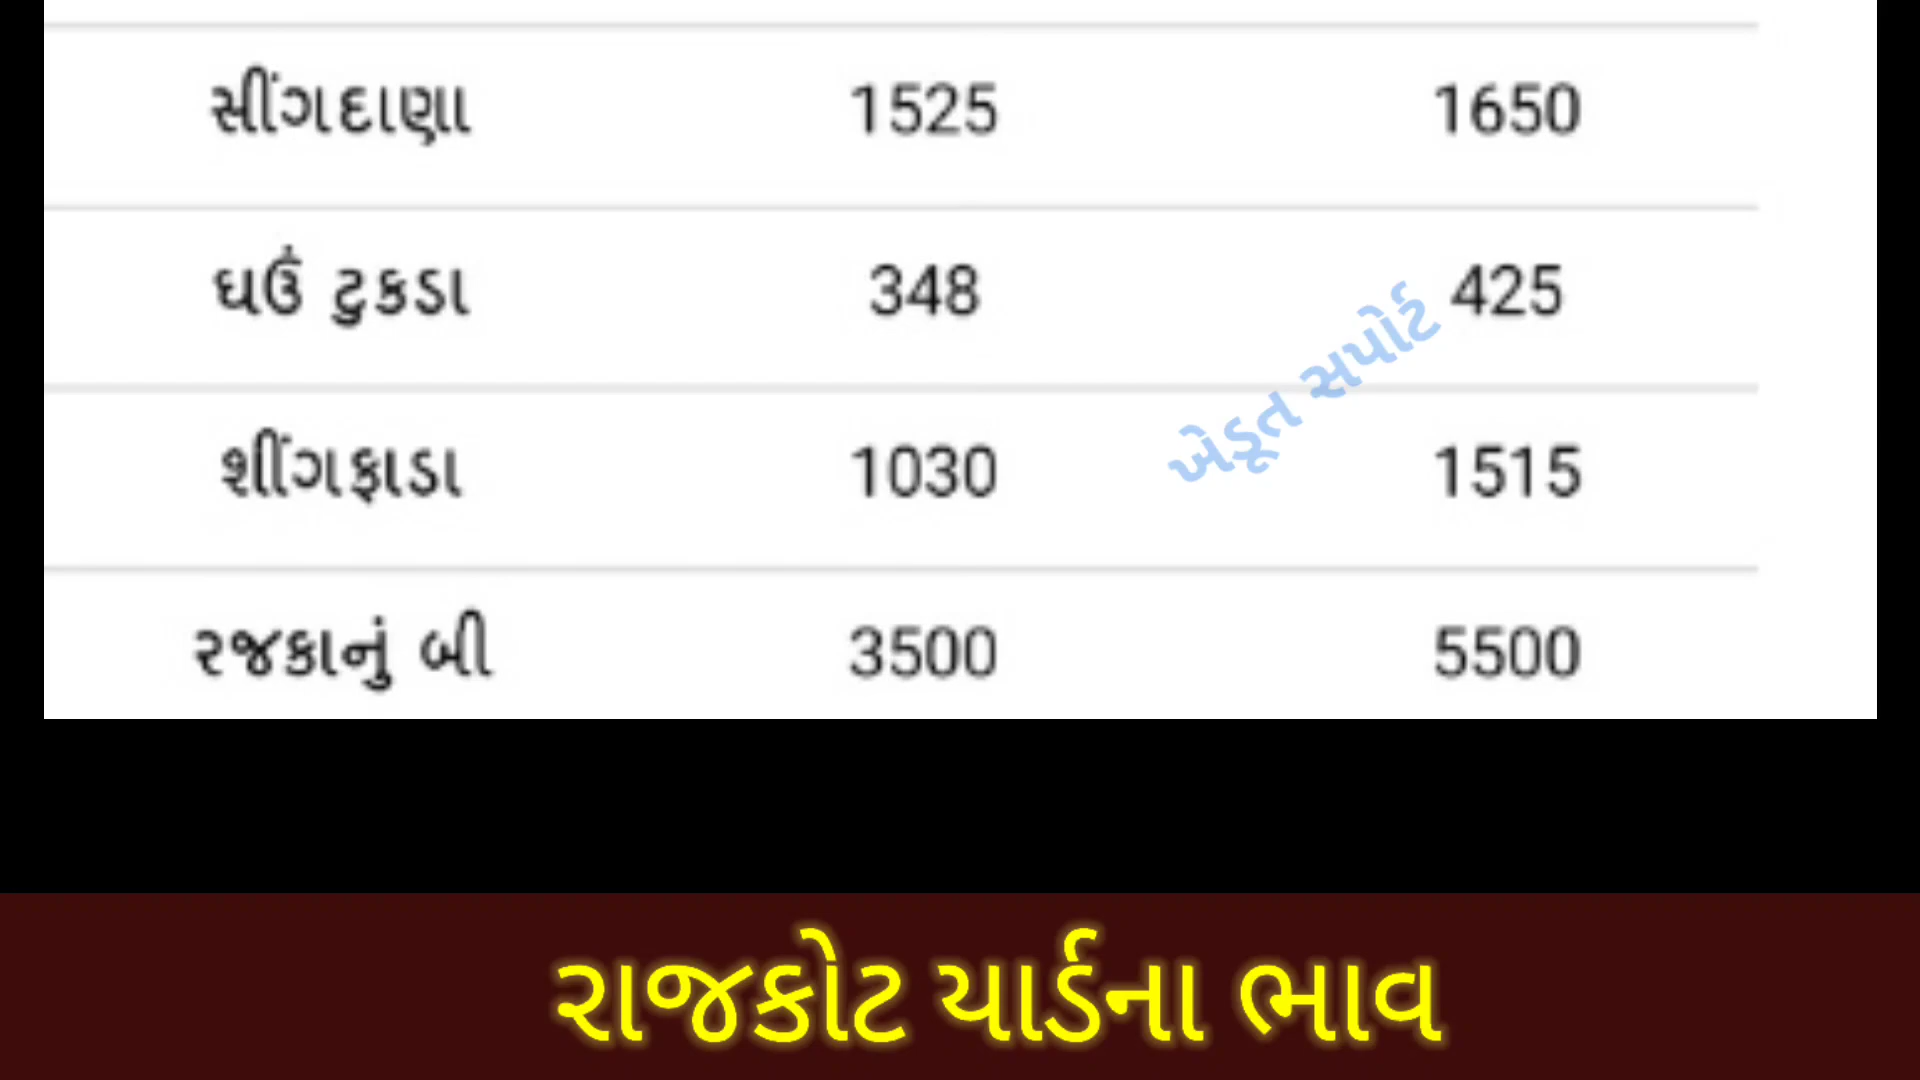 સીંગદાણા 1525 1650
ઘઉં ટુકડા 348 425
શીંગફાડા 1030 1515
રજકાનું બી 3500 5500
ખેડૂત સપોર્ટ
રાજકોટ યાર્ડના ભાવ